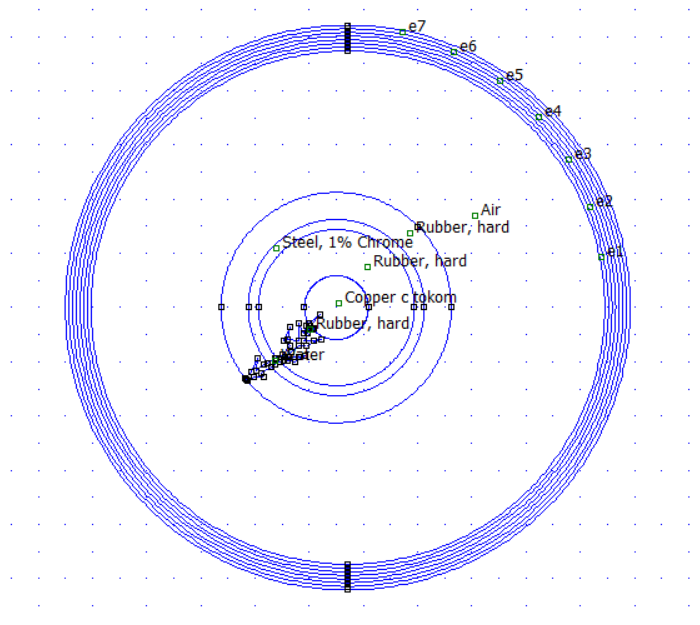 e7
e6
e5
e4
e3
e2
Air
Rubber, hard
Steel, 1% Chrome
e1
Rubber, hard
Copper c tokom
Rubber, hard
Water